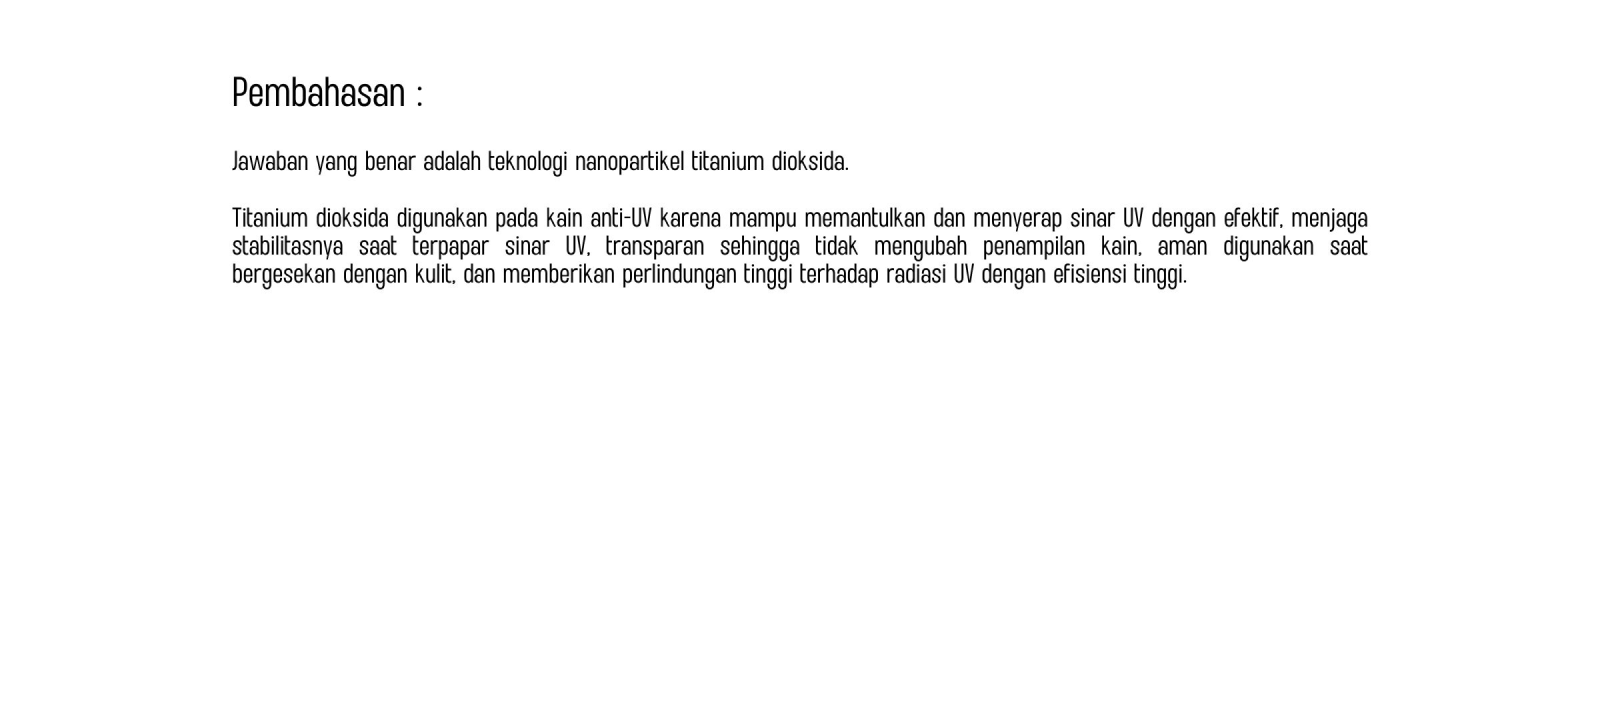 Pembahasan :
Jawaban yang benar adalah teknologi nanopartikel titanium dioksida.
Titanium dioksida digunakan pada kain anti-UV karena mampu memantulkan dan menyerap sinar UV dengan efektif, menjaga
stabilitasnya saat terpapar sinar UV, transparan sehingga tidak mengubah penampilan kain, aman digunakan saat
bergesekan dengan kulit, dan memberikan perlindungan tinggi terhadap radiasi UV dengan efisiensi tinggi.